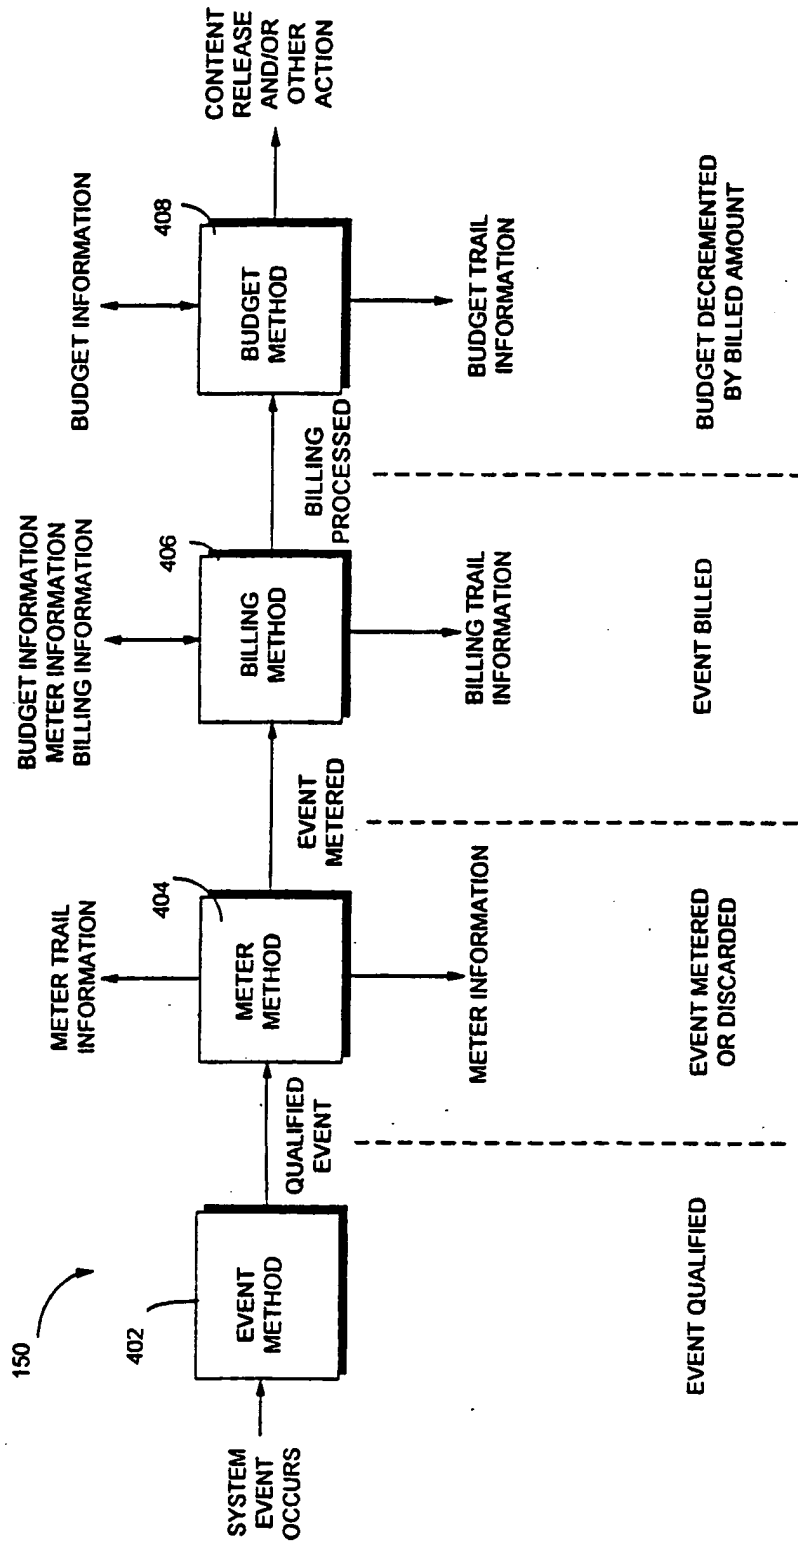 150
SYSTEM
EVENT
OCCURS
402
EVENT
METHOD
QUALIFIED
EVENT
METER TRAIL
INFORMATION
404
METER
METHOD
METER INFORMATION
EVENT
METERED
BUDGET INFORMATION
METER INFORMATION
BILLING INFORMATION
406
BILLING
METHOD
BILLING TRAIL
INFORMATION
BILLING
PROCESSED
BUDGET INFORMATION
408
BUDGET
METHOD
BUDGET TRAIL
INFORMATION
CONTENT
RELEASE
AND/OR
OTHER
ACTION
EVENT QUALIFIED
EVENT METERED
OR DISCARDED
EVENT BILLED
BUDGET DECREMENTED
BY BILLED AMOUNT